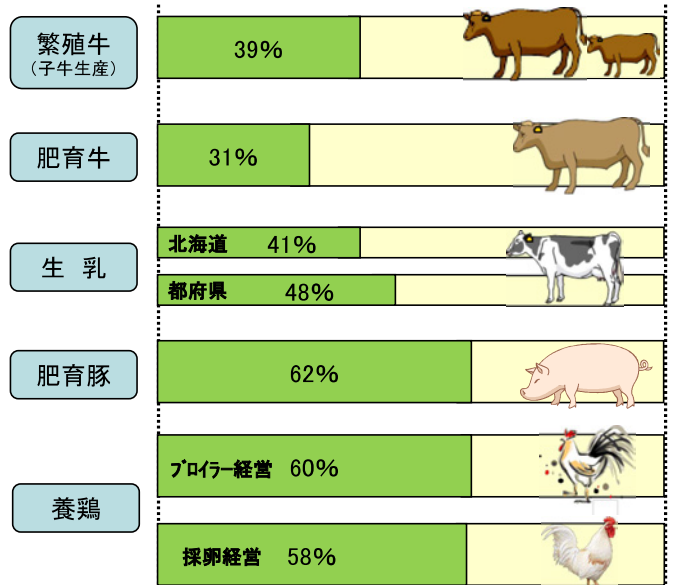 繁殖牛
(子牛生産)
39%
肥育牛
31%
生 乳
北海道 41%
都府県 48%
肥育豚
62%
養鶏
ブロイラー経営 60%
採卵経営 58%